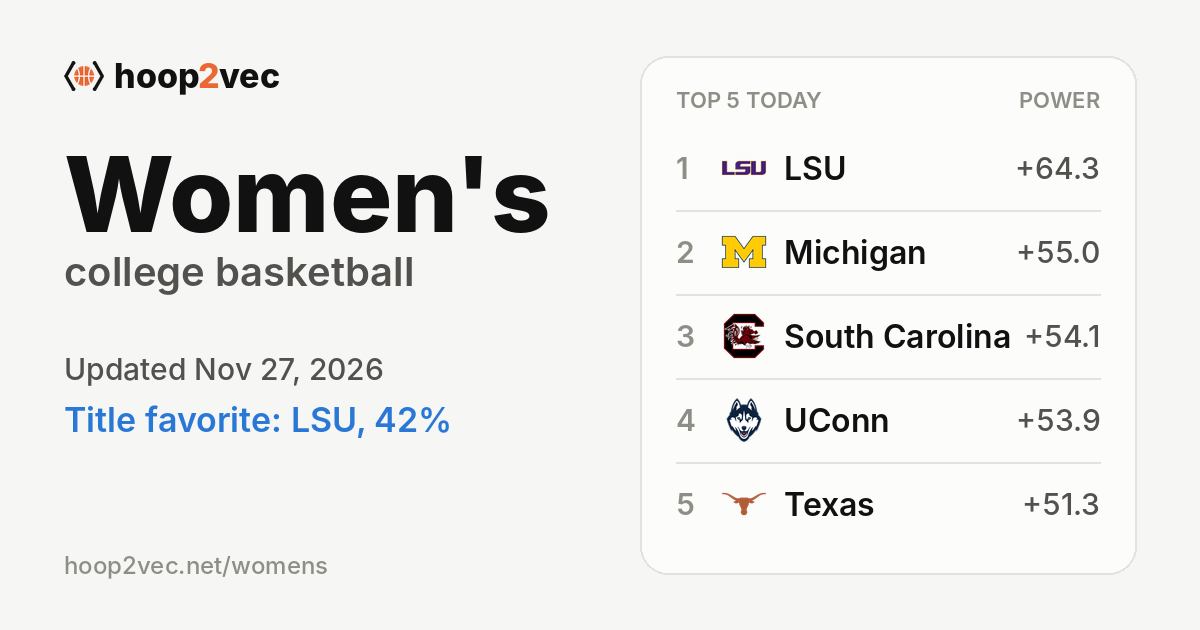 hoop2vec
Women's
college basketball
Updated Nov 27, 2026
Title favorite: LSU, 42%
hoop2vec.net/womens
TOP 5 TODAY POWER
1 LSU LSU +64.3
2 M Michigan +55.0
3 C South Carolina +54.1
4 UConn +53.9
5 Texas +51.3